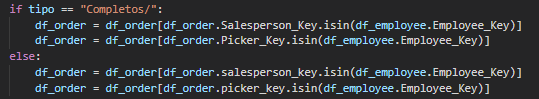 if tipo == "Completos/":
    df_order = df_order[df_order.Salesperson_Key.isin(df_employee.Employee_Key)]
    df_order = df_order[df_order.Picker_Key.isin(df_employee.Employee_Key)]
else:
    df_order = df_order[df_order.salesperson_key.isin(df_employee.Employee_Key)]
    df_order = df_order[df_order.picker_key.isin(df_employee.Employee_Key)]